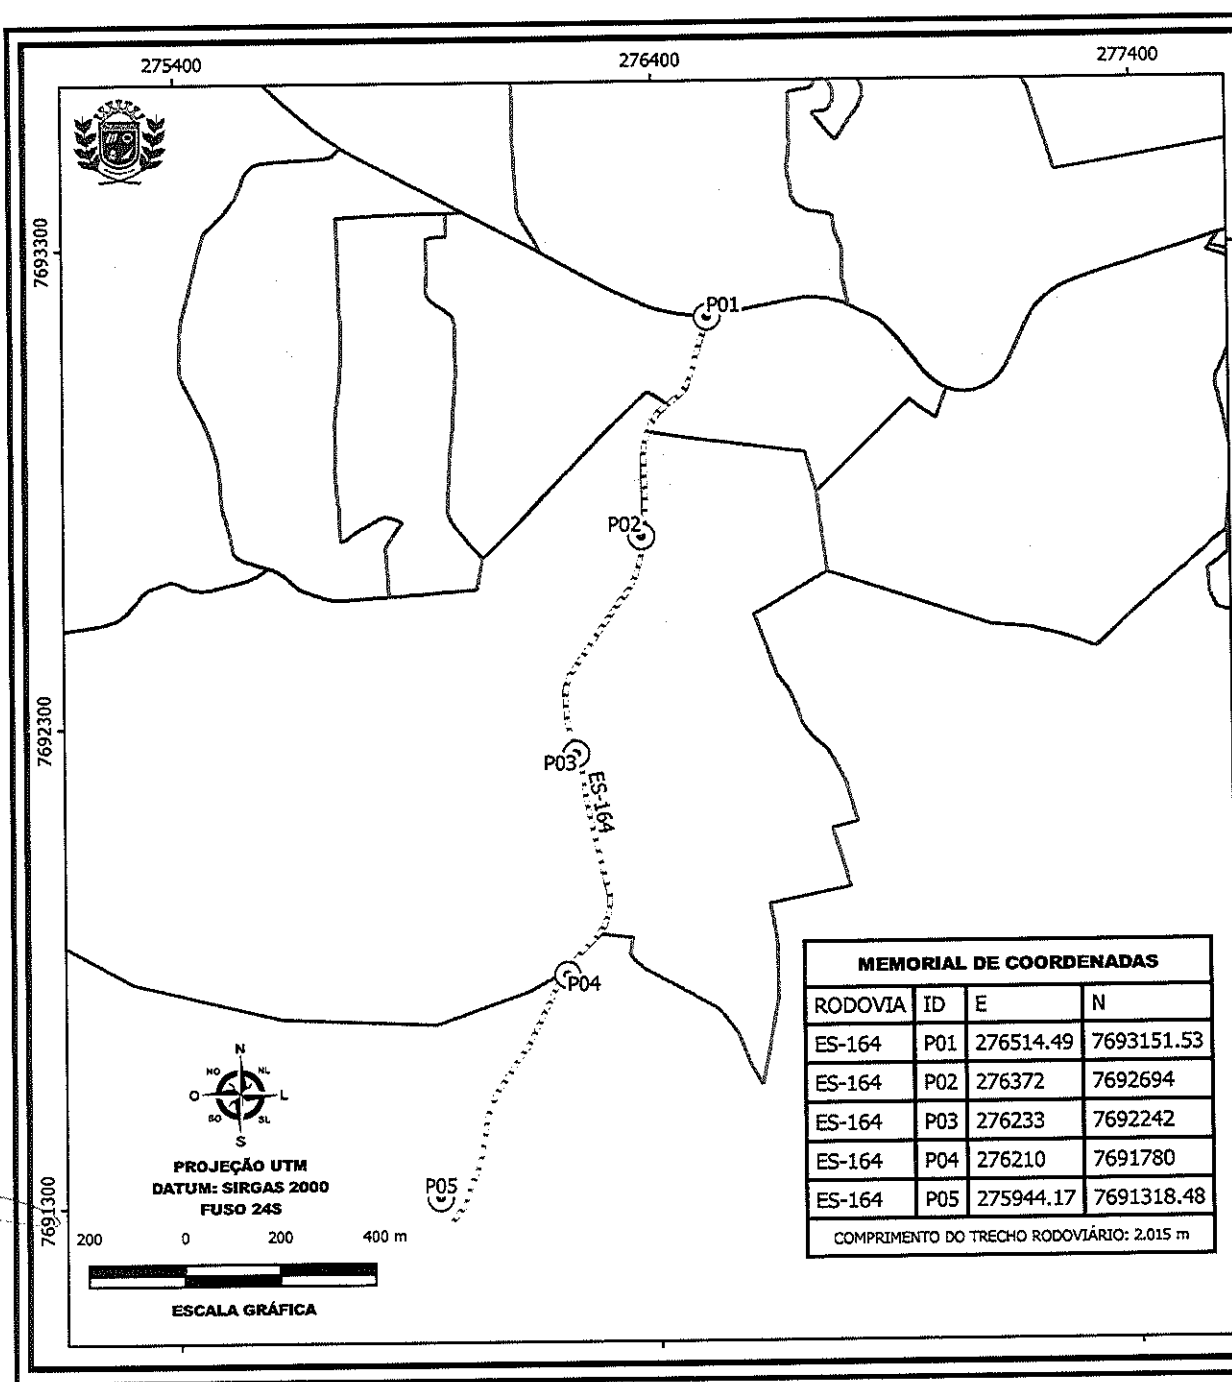 275400 276400 277400
7693300
P01
P02
7692300
P03
ES-164
P04
MEMORIAL DE COORDENADAS
RODOVIA ID E N
ES-164 P01 276514.49 7693151.53
ES-164 P02 276372 7692694
ES-164 P03 276233 7692242
ES-164 P04 276210 7691780
ES-164 P05 275944.17 7691318.48
COMPRIMENTO DO TRECHO RODOVIÁRIO: 2.015 m
N
NO NL
O L
SO SL
S
PROJEÇÃO UTM
DATUM: SIRGAS 2000
FUSO 24S
P05
7691300
200 0 200 400 m
ESCALA GRÁFICA